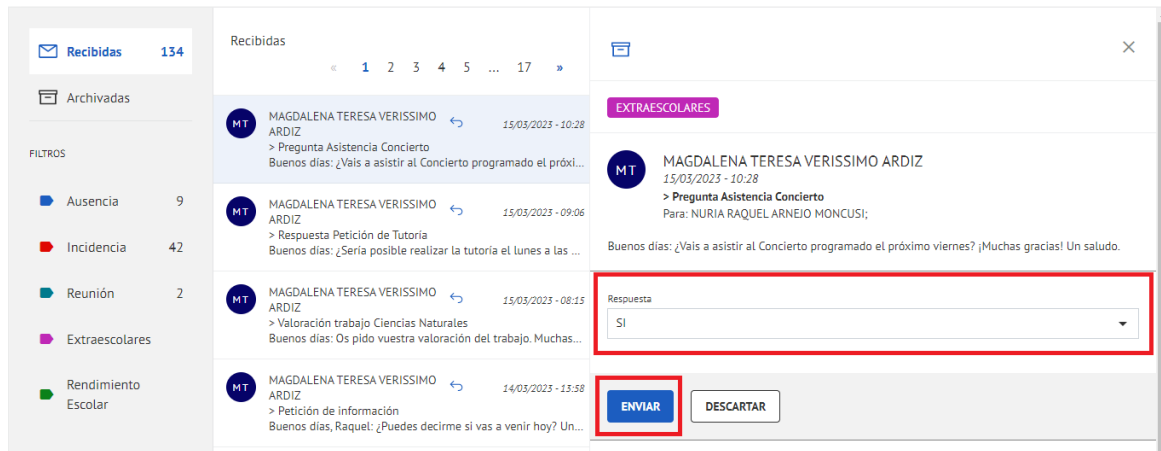 Recibidas 134
Archivadas
FILTROS
Ausencia 9
Incidencia 42
Reunión 2
Extraescolares
Rendimiento
Escolar
Recibidas
« 1 2 3 4 5 ... 17 »
MT
MAGDALENA TERESA VERISSIMO
ARDIZ
15/03/2023 - 10:28
> Pregunta Asistencia Concierto
Buenos días: ¿Vais a asistir al Concierto programado el próxi...
MT
MAGDALENA TERESA VERISSIMO
ARDIZ
15/03/2023 - 09:06
> Respuesta Petición de Tutoría
Buenos días: ¿Sería posible realizar la tutoría el lunes a las ...
MT
MAGDALENA TERESA VERISSIMO
ARDIZ
15/03/2023 - 08:15
> Valoración trabajo Ciencias Naturales
Buenos días: Os pido vuestra valoración del trabajo. Muchas...
MT
MAGDALENA TERESA VERISSIMO
ARDIZ
14/03/2023 - 13:58
> Petición de información
Buenos días, Raquel: ¿Puedes decirme si vas a venir hoy? Un...
EXTRAESCOLARES
MT
MAGDALENA TERESA VERISSIMO ARDIZ
15/03/2023 - 10:28
> Pregunta Asistencia Concierto
Para: NURIA RAQUEL ARNEJO MONCUSI;
Buenos días: ¿Vais a asistir al Concierto programado el próximo viernes? ¡Muchas gracias! Un saludo.
Respuesta
SI
ENVIAR
DESCARTAR